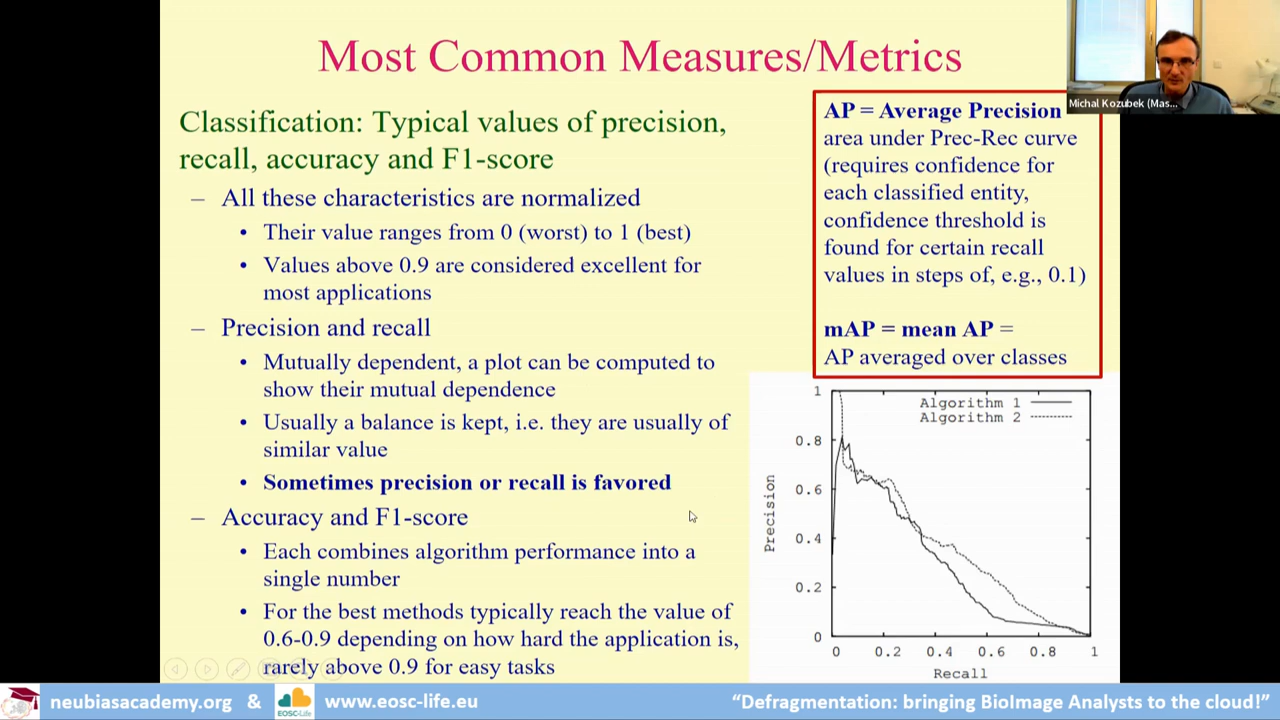 Most Common Measures/Metrics
Classification: Typical values of precision,
recall, accuracy and F1-score
– All these characteristics are normalized
• Their value ranges from 0 (worst) to 1 (best)
• Values above 0.9 are considered excellent for
most applications
– Precision and recall
• Mutually dependent, a plot can be computed to
show their mutual dependence
• Usually a balance is kept, i.e. they are usually of
similar value
• Sometimes precision or recall is favored
– Accuracy and F1-score
• Each combines algorithm performance into a
single number
• For the best methods typically reach the value of
0.6-0.9 depending on how hard the application is,
rarely above 0.9 for easy tasks
AP = Average Precision
area under Prec-Rec curve
(requires confidence for
each classified entity,
confidence threshold is
found for certain recall
values in steps of, e.g., 0.1)
mAP = mean AP =
AP averaged over classes
Michal Kozubek (Mas...
Algorithm 1
Algorithm 2
Precision
1
0.8
0.6
0.4
0.2
0
0 0.2 0.4 0.6 0.8 1
Recall
neubiasacademy.org & EOSC-Life www.eosc-life.eu
“Defragmentation: bringing BioImage Analysts to the cloud!”